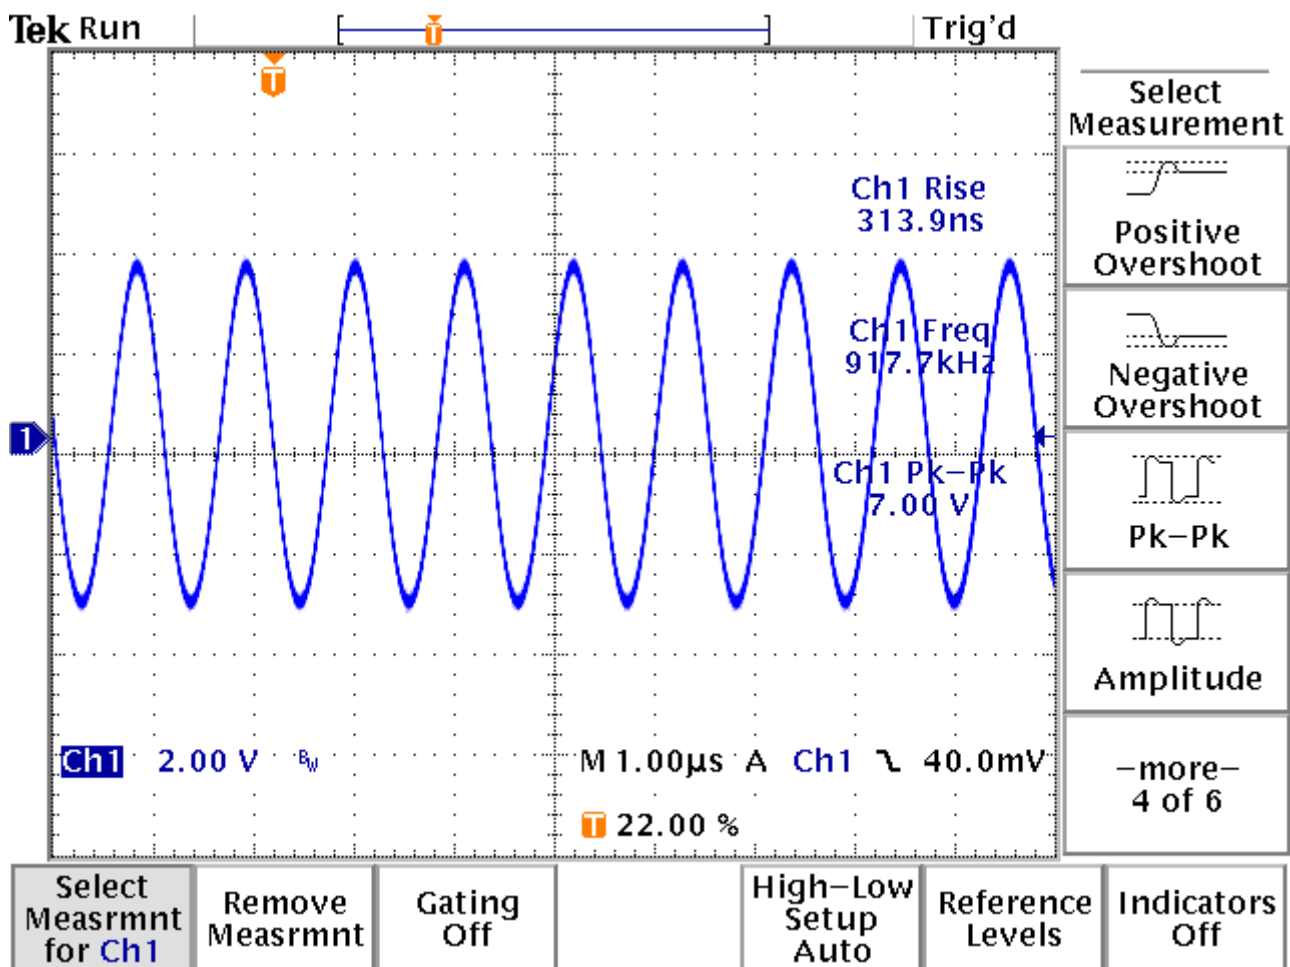 Tek Run
Trig'd
T
T
Select
Measurement
Positive
Overshoot
Negative
Overshoot
Pk-Pk
Amplitude
-more-
4 of 6
Ch1 Rise
313.9ns
Ch1 Freq
917.7kHz
Ch1 Pk-Pk
7.00 V
1
Ch1 2.00 V BW M 1.00µs A Ch1 40.0mV
T 22.00 %
Select
Measrmnt
for Ch1
Remove
Measrmnt
Gating
Off
High-Low
Setup
Auto
Reference
Levels
Indicators
Off